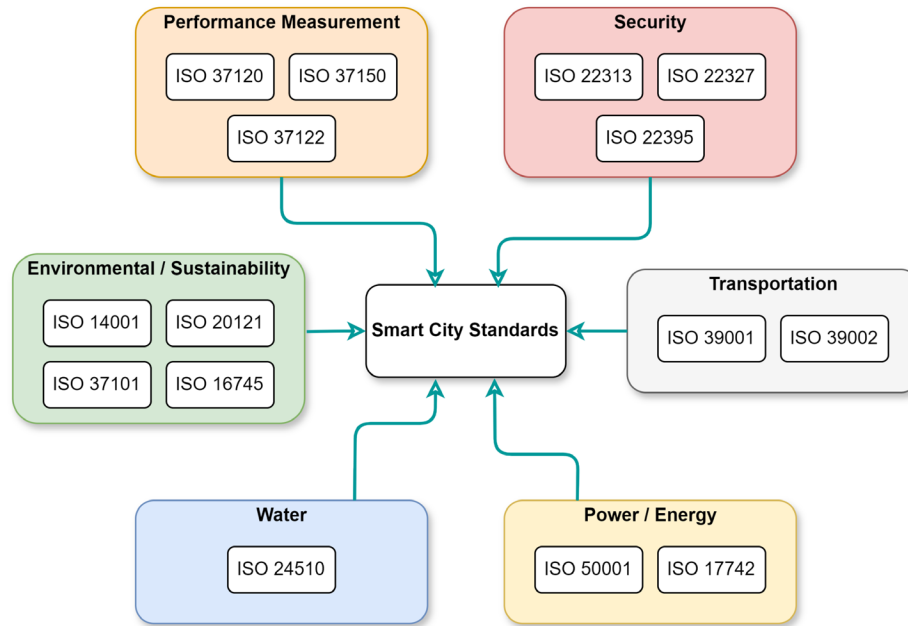 Performance Measurement
ISO 37120
ISO 37150
ISO 37122
Security
ISO 22313
ISO 22327
ISO 22395
Environmental / Sustainability
ISO 14001
ISO 20121
ISO 37101
ISO 16745
Smart City Standards
Transportation
ISO 39001
ISO 39002
Water
ISO 24510
Power / Energy
ISO 50001
ISO 17742